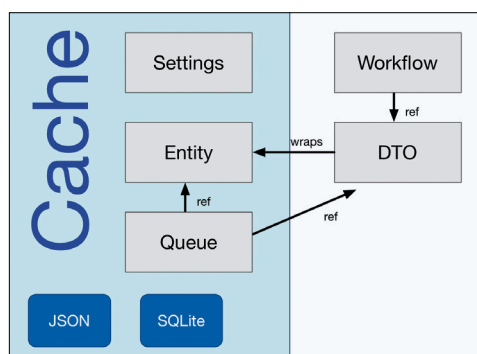 Cache
Settings
Workflow
ref
Entity
wraps
DTO
ref
ref
Queue
JSON
SQLite